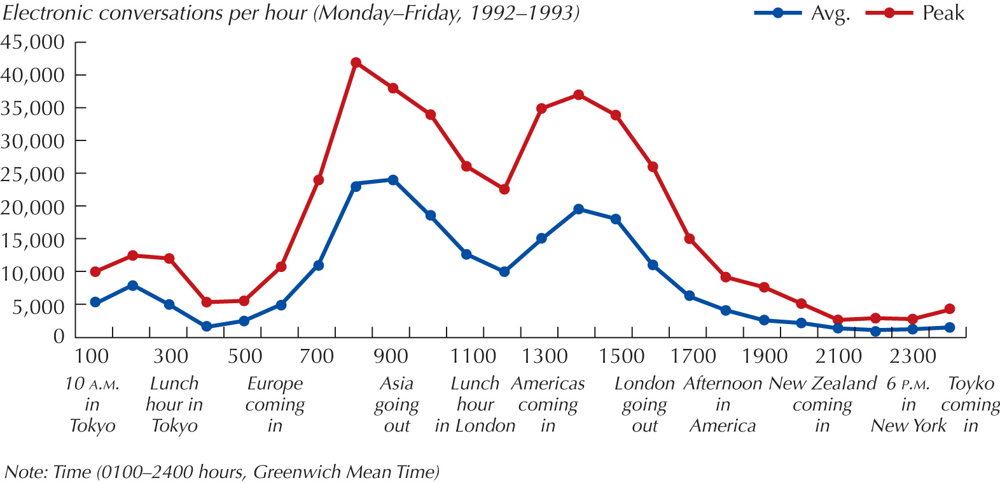 Electronic conversations per hour (Monday–Friday, 1992–1993)
Avg. Peak
45,000
40,000
35,000
30,000
25,000
20,000
15,000
10,000
5,000
0
100 300 500 700 900 1100 1300 1500 1700 1900 2100 2300
10 A.M. Lunch Europe Asia Lunch Americas London Afternoon New Zealand 6 P.M. Toyko
in hour in coming going hour coming going in coming in coming
Tokyo Tokyo in out in London in out America in New York in
Note: Time (0100–2400 hours, Greenwich Mean Time)